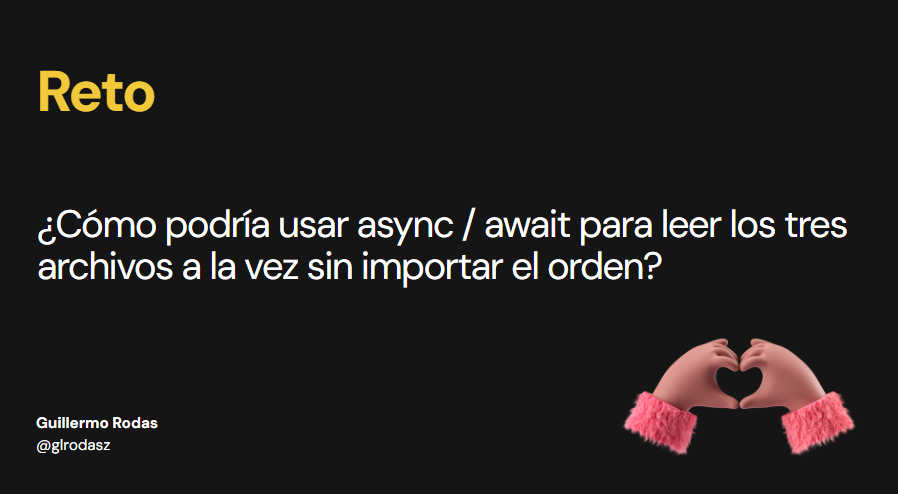 Reto
¿Cómo podría usar async / await para leer los tres
archivos a la vez sin importar el orden?
Guillermo Rodas
@glrodasz